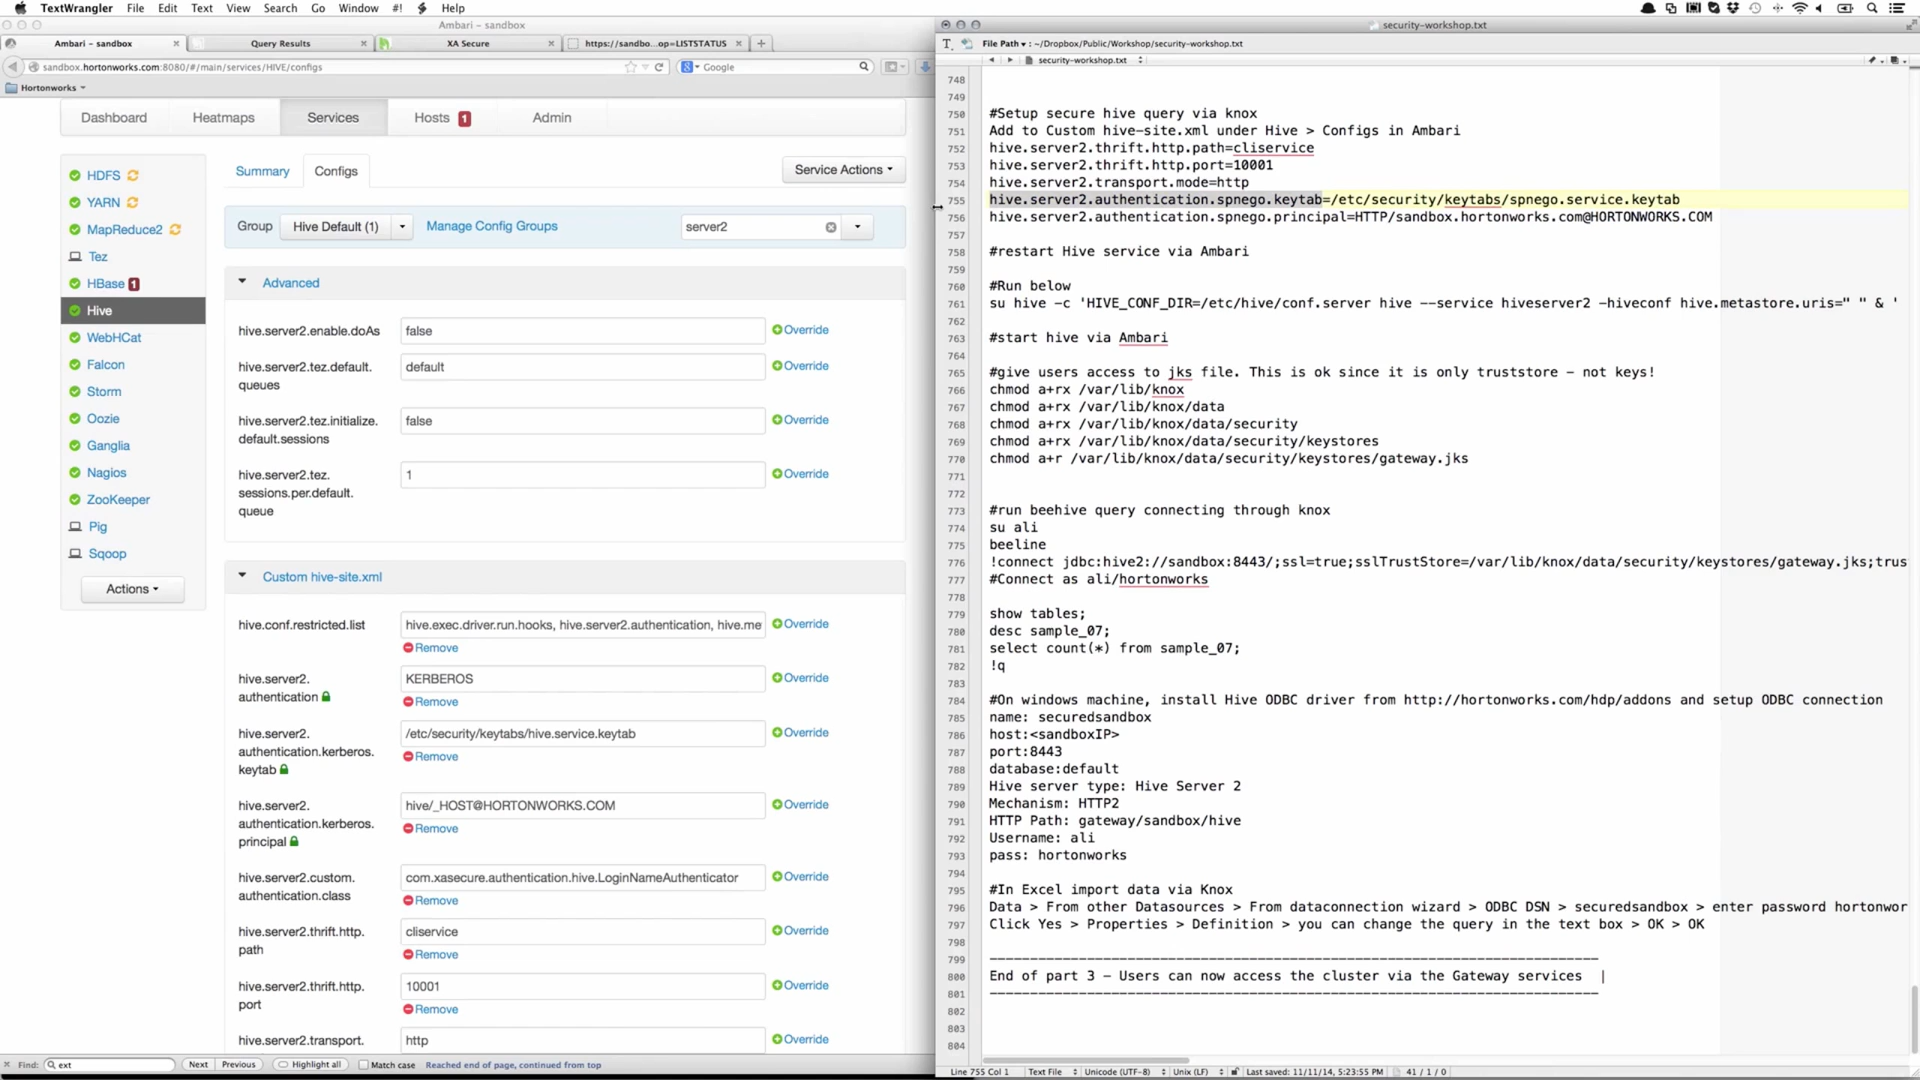 TextWrangler File Edit Text View Search Go Window #! Help
Ambari – sandbox
Ambari – sandbox
Query Results
XA Secure
https://sandbo...op=LISTSTATUS
sandbox.hortonworks.com:8080/#/main/services/HIVE/configs
Google
Hortonworks
Dashboard
Heatmaps
Services
Hosts 1
Admin
HDFS
YARN
MapReduce2
Tez
HBase 1
Hive
WebHCat
Falcon
Storm
Oozie
Ganglia
Nagios
ZooKeeper
Pig
Sqoop
Actions
Summary
Configs
Service Actions
Group
Hive Default (1)
Manage Config Groups
server2
Advanced
hive.server2.enable.doAs
false
Override
hive.server2.tez.default.
queues
default
Override
hive.server2.tez.initialize.
default.sessions
false
Override
hive.server2.tez.
sessions.per.default.
queue
1
Override
Custom hive-site.xml
hive.conf.restricted.list
hive.exec.driver.run.hooks, hive.server2.authentication, hive.me
Override
Remove
hive.server2.
authentication
KERBEROS
Override
Remove
hive.server2.
authentication.kerberos.
keytab
/etc/security/keytabs/hive.service.keytab
Override
Remove
hive.server2.
authentication.kerberos.
principal
hive/_HOST@HORTONWORKS.COM
Override
Remove
hive.server2.custom.
authentication.class
com.xasecure.authentication.hive.LoginNameAuthenticator
Override
Remove
hive.server2.thrift.http.
path
cliservice
Override
Remove
hive.server2.thrift.http.
port
10001
Override
Remove
hive.server2.transport.
http
Override
Find: ext
Next
Previous
Highlight all
Match case
Reached end of page, continued from top
security-workshop.txt
File Path ▾ : ~/Dropbox/Public/Workshop/security-workshop.txt
security-workshop.txt
748
749
750 #Setup secure hive query via knox
751 Add to Custom hive-site.xml under Hive > Configs in Ambari
752 hive.server2.thrift.http.path=cliservice
753 hive.server2.thrift.http.port=10001
754 hive.server2.transport.mode=http
755 hive.server2.authentication.spnego.keytab=/etc/security/keytabs/spnego.service.keytab
756 hive.server2.authentication.spnego.principal=HTTP/sandbox.hortonworks.com@HORTONWORKS.COM
757
758 #restart Hive service via Ambari
759
760 #Run below
761 su hive -c 'HIVE_CONF_DIR=/etc/hive/conf.server hive --service hiveserver2 -hiveconf hive.metastore.uris=" " & '
762
763 #start hive via Ambari
764
765 #give users access to jks file. This is ok since it is only truststore - not keys!
766 chmod a+rx /var/lib/knox
767 chmod a+rx /var/lib/knox/data
768 chmod a+rx /var/lib/knox/data/security
769 chmod a+rx /var/lib/knox/data/security/keystores
770 chmod a+r /var/lib/knox/data/security/keystores/gateway.jks
771
772
773 #run beehive query connecting through knox
774 su ali
775 beeline
776 !connect jdbc:hive2://sandbox:8443/;ssl=true;sslTrustStore=/var/lib/knox/data/security/keystores/gateway.jks;trus
777 #Connect as ali/hortonworks
778
779 show tables;
780 desc sample_07;
781 select count(*) from sample_07;
782 !q
783
784 #On windows machine, install Hive ODBC driver from http://hortonworks.com/hdp/addons and setup ODBC connection
785 name: securedsandbox
786 host:<sandboxIP>
787 port:8443
788 database:default
789 Hive server type: Hive Server 2
790 Mechanism: HTTP2
791 HTTP Path: gateway/sandbox/hive
792 Username: ali
793 pass: hortonworks
794
795 #In Excel import data via Knox
796 Data > From other Datasources > From dataconnection wizard > ODBC DSN > securedsandbox > enter password hortonwor
797 Click Yes > Properties > Definition > you can change the query in the text box > OK > OK
798
799 ---------------------------------------------------------------------------
800 End of part 3 - Users can now access the cluster via the Gateway services
801 ---------------------------------------------------------------------------
802
803
804
Line 755 Col 1
Text File
Unicode (UTF-8)
Unix (LF)
Last saved: 11/11/14, 5:23:55 PM
41 / 1 / 0